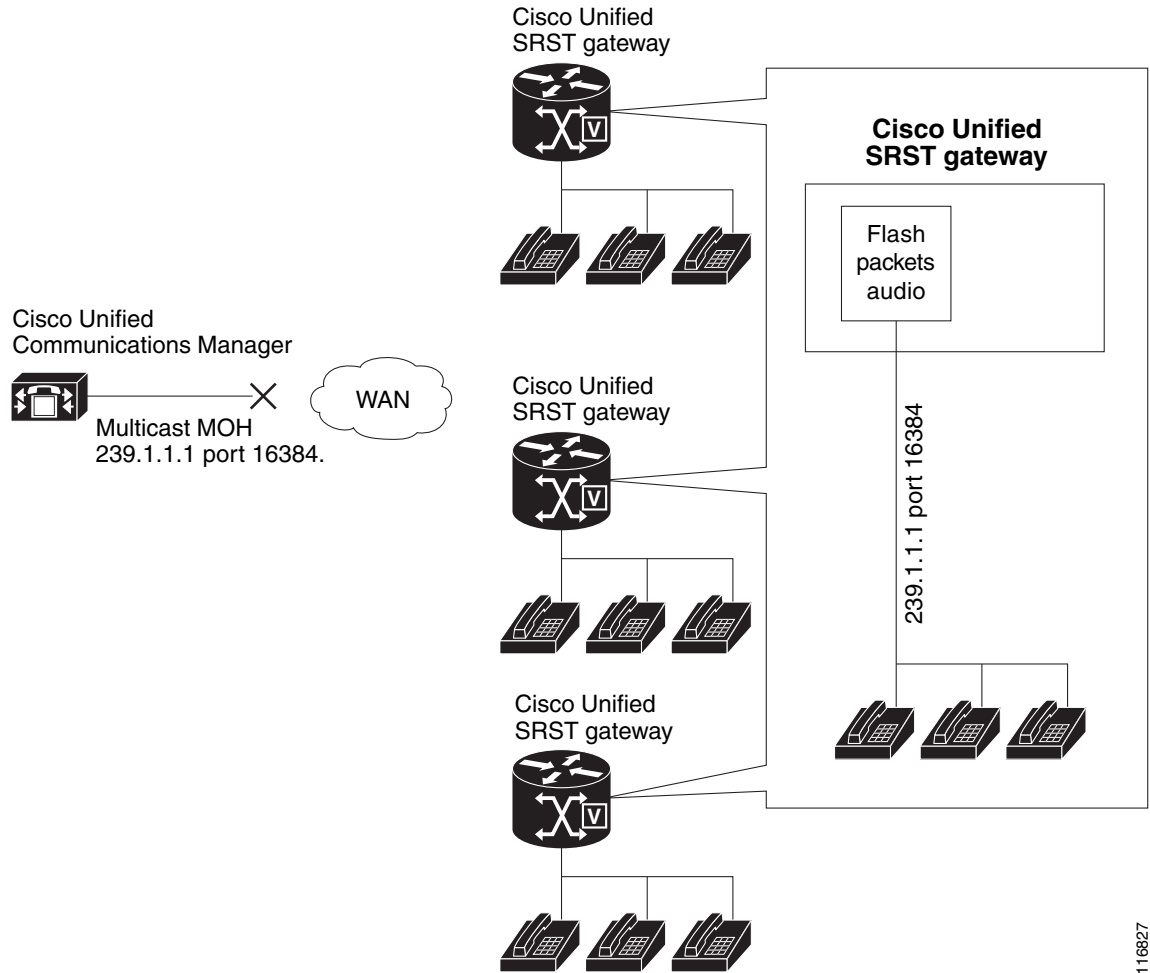 Cisco Unified
SRST gateway
V
Cisco Unified
SRST gateway
Flash
packets
audio
239.1.1.1 port 16384
Cisco Unified
Communications Manager
Multicast MOH
239.1.1.1 port 16384.
WAN
Cisco Unified
SRST gateway
V
Cisco Unified
SRST gateway
V
116827